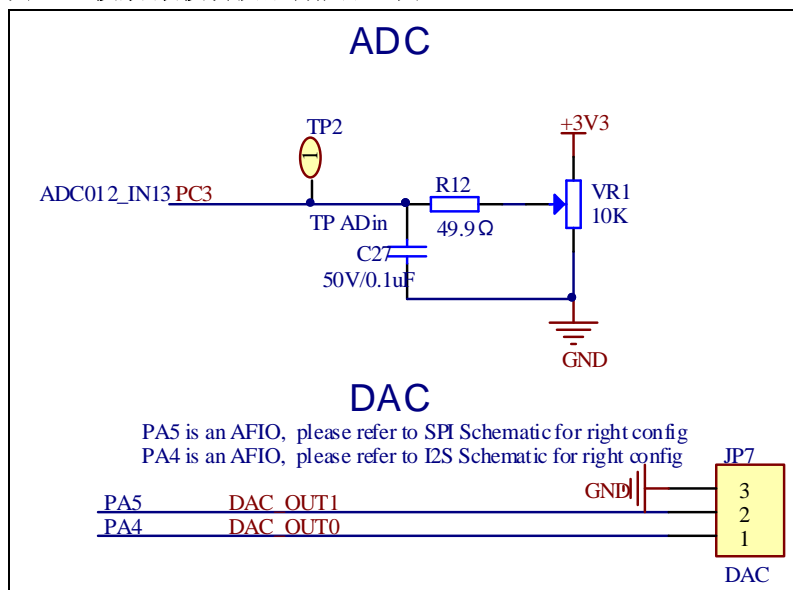 ADC
TP2
1
+3V3
ADC012_IN13 PC3
R12
VR1
10K
TP ADin
49.9Ω
C27
50V/0.1uF
GND
DAC
PA5 is an AFIO, please refer to SPI Schematic for right config
PA4 is an AFIO, please refer to I2S Schematic for right config
JP7
GND
3
PA5 DAC_OUT1
2
PA4 DAC_OUT0
1
DAC